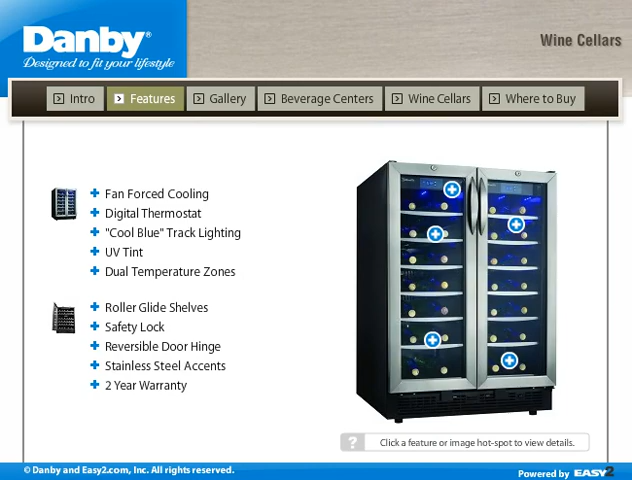 Danby®
Designed to fit your lifestyle
Wine Cellars
Intro
Features
Gallery
Beverage Centers
Wine Cellars
Where to Buy
Fan Forced Cooling
Digital Thermostat
"Cool Blue" Track Lighting
UV Tint
Dual Temperature Zones
Roller Glide Shelves
Safety Lock
Reversible Door Hinge
Stainless Steel Accents
2 Year Warranty
? Click a feature or image hot-spot to view details.
© Danby and Easy2.com, Inc. All rights reserved.
Powered by EASY2